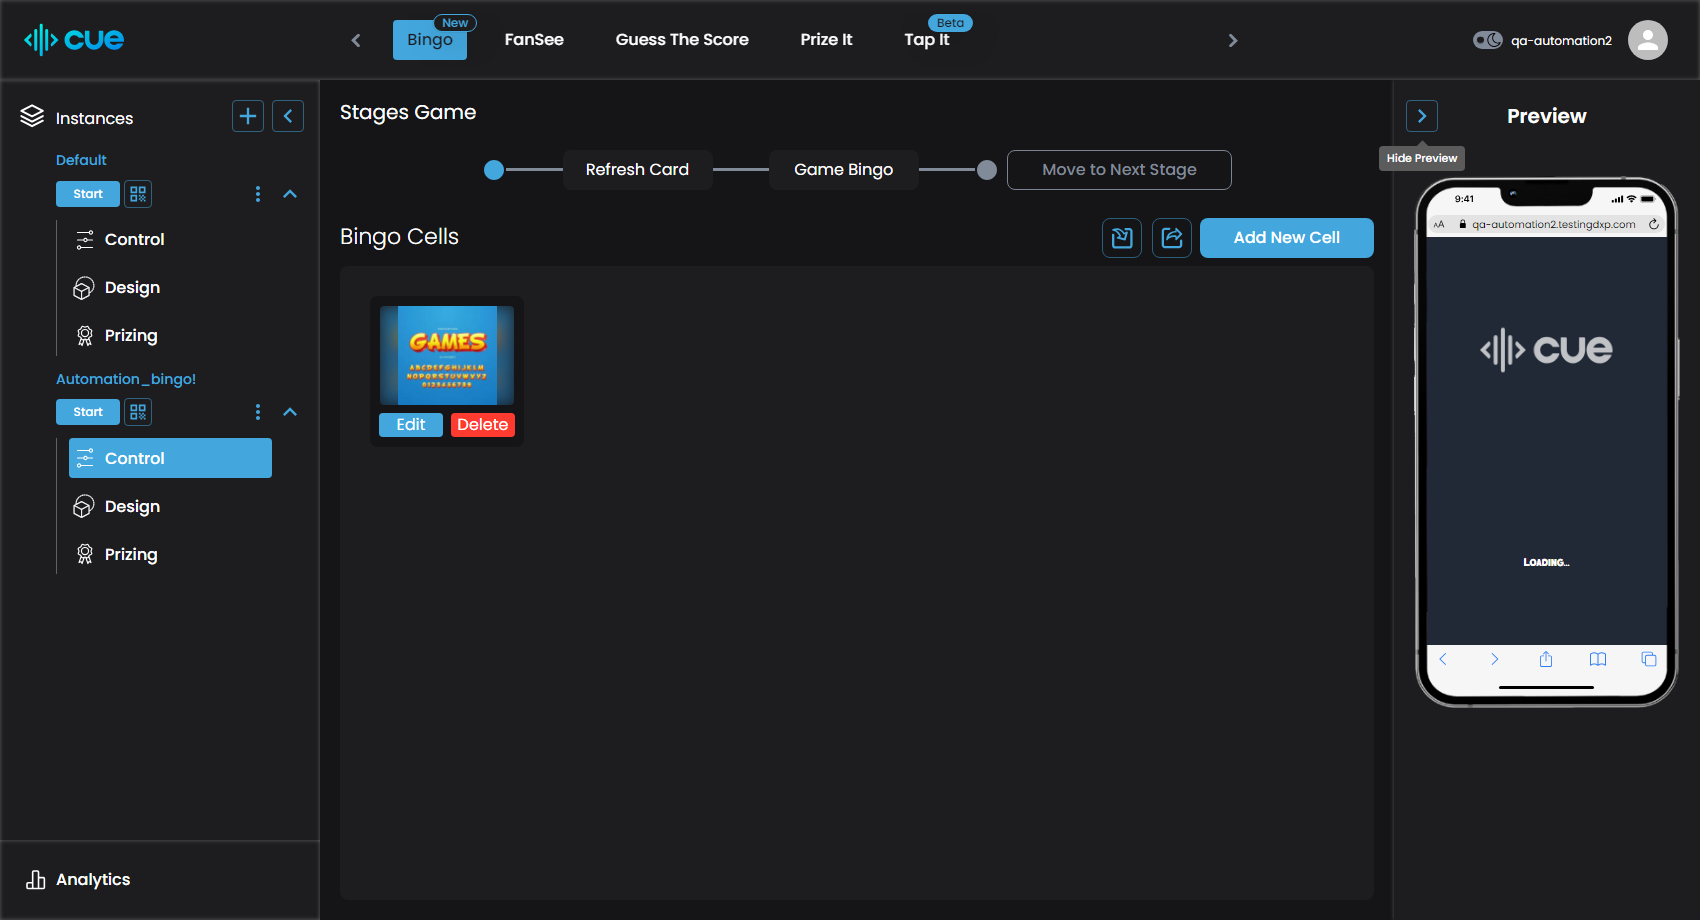 cue
Bingo
New
FanSee
Guess The Score
Prize It
Tap It
Beta
qa-automation2
Instances
Default
Start
Control
Design
Prizing
Automation_bingo!
Start
Control
Design
Prizing
Analytics
Stages Game
Refresh Card
Game Bingo
Move to Next Stage
Bingo Cells
Add New Cell
GAMES
ABCDEFGHIJKLM
NOPQRSTUVWXYZ
0123456789
Edit
Delete
Preview
Hide Preview
9:41
AA
qa-automation2.testingdxp.com
cue
LOADING...